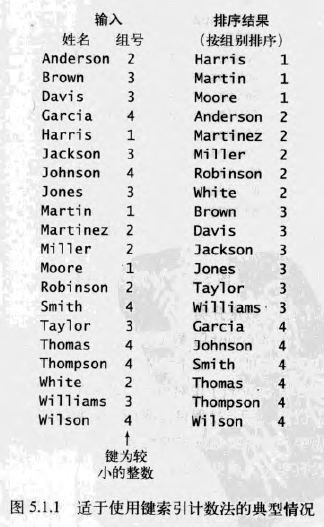 输入 排序结果
姓名 组号 （按组别排序）
Anderson 2 Harris 1
Brown 3 Martin 1
Davis 3 Moore 1
Garcia 4 Anderson 2
Harris 1 Martinez 2
Jackson 3 Miller 2
Johnson 4 Robinson 2
Jones 3 White 2
Martin 1 Brown 3
Martinez 2 Davis 3
Miller 2 Jackson 3
Moore 1 Jones 3
Robinson 2 Taylor 3
Smith 4 Williams 3
Taylor 3 Garcia 4
Thomas 4 Johnson 4
Thompson 4 Smith 4
White 2 Thomas 4
Williams 3 Thompson 4
Wilson 4 Wilson 4
键为较
小的整数
图 5.1.1 适于使用键索引计数法的典型情况